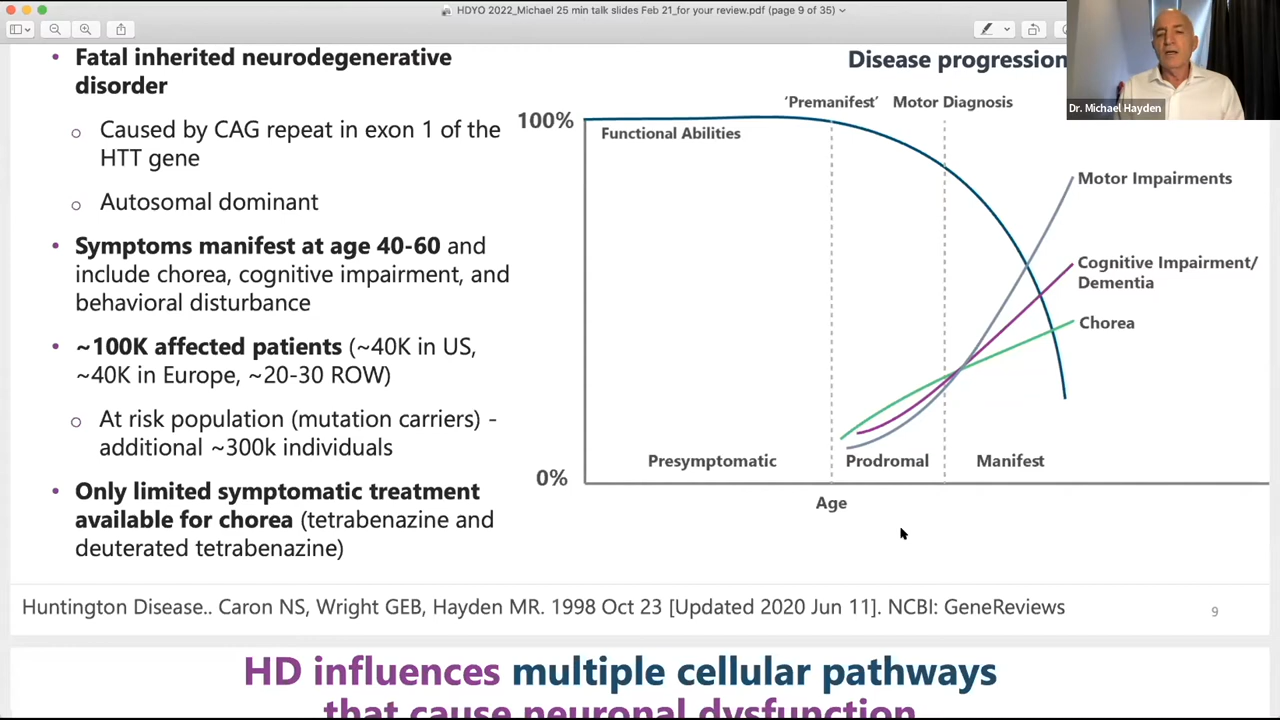 HDYO 2022_Michael 25 min talk slides Feb 21_for your review.pdf (page 9 of 35)
Dr. Michael Hayden
• Fatal inherited neurodegenerative
disorder
o Caused by CAG repeat in exon 1 of the
HTT gene
o Autosomal dominant
• Symptoms manifest at age 40-60 and
include chorea, cognitive impairment, and
behavioral disturbance
• ~100K affected patients (~40K in US,
~40K in Europe, ~20-30 ROW)
o At risk population (mutation carriers) -
additional ~300k individuals
• Only limited symptomatic treatment
available for chorea (tetrabenazine and
deuterated tetrabenazine)
Disease progression
‘Premanifest’ Motor Diagnosis
100%
Functional Abilities
Motor Impairments
Cognitive Impairment/
Dementia
Chorea
Presymptomatic Prodromal Manifest
0%
Age
Huntington Disease.. Caron NS, Wright GEB, Hayden MR. 1998 Oct 23 [Updated 2020 Jun 11]. NCBI: GeneReviews
9
HD influences multiple cellular pathways
that cause neuronal dysfunction